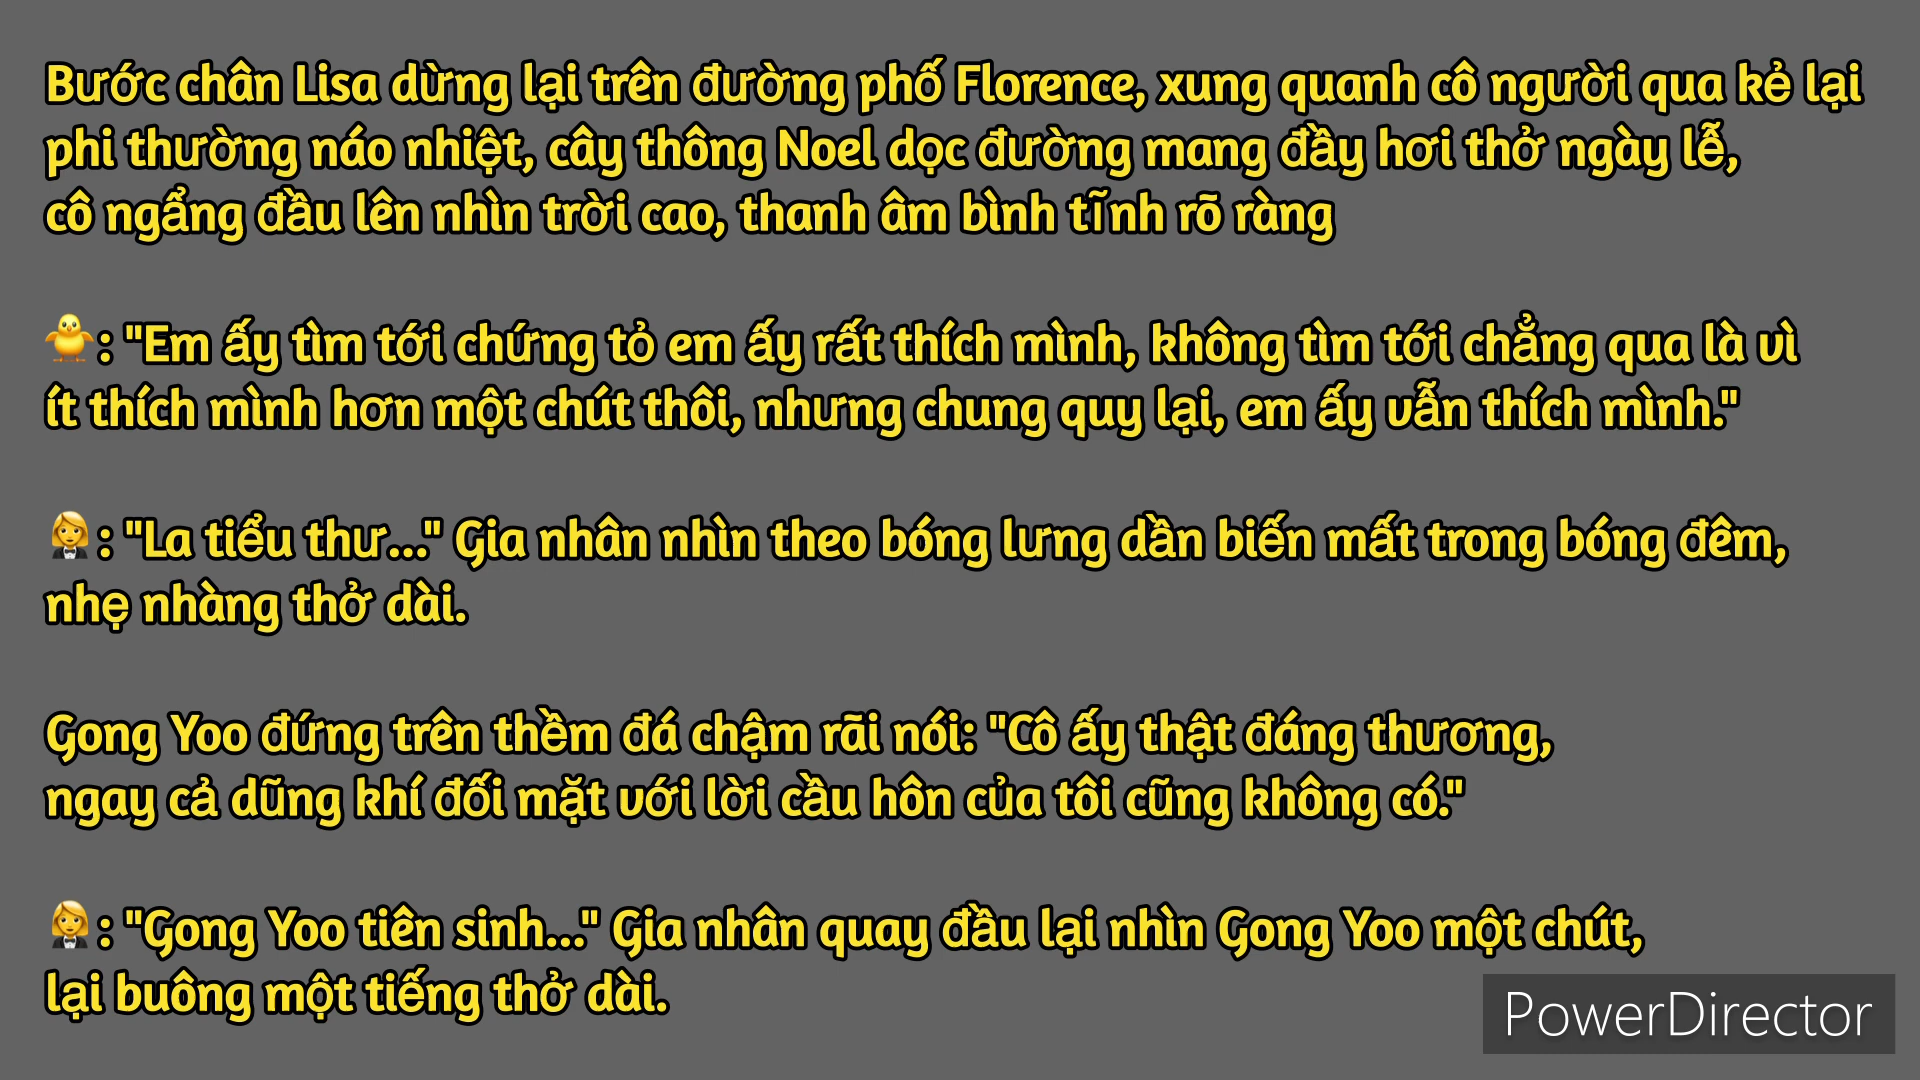 Bước chân Lisa dừng lại trên đường phố Florence, xung quanh cô người qua kẻ lại
phi thường náo nhiệt, cây thông Noel dọc đường mang đầy hơi thở ngày lễ,
cô ngẩng đầu lên nhìn trời cao, thanh âm bình tĩnh rõ ràng
🐥: "Em ấy tìm tới chứng tỏ em ấy rất thích mình, không tìm tới chẳng qua là vì
ít thích mình hơn một chút thôi, nhưng chung quy lại, em ấy vẫn thích mình."
🤵‍♀️: "La tiểu thư..." Gia nhân nhìn theo bóng lưng dần biến mất trong bóng đêm,
nhẹ nhàng thở dài.
Gong Yoo đứng trên thềm đá chậm rãi nói: "Cô ấy thật đáng thương,
ngay cả dũng khí đối mặt với lời cầu hôn của tôi cũng không có."
🤵‍♀️: "Gong Yoo tiên sinh..." Gia nhân quay đầu lại nhìn Gong Yoo một chút,
lại buông một tiếng thở dài.
PowerDirector